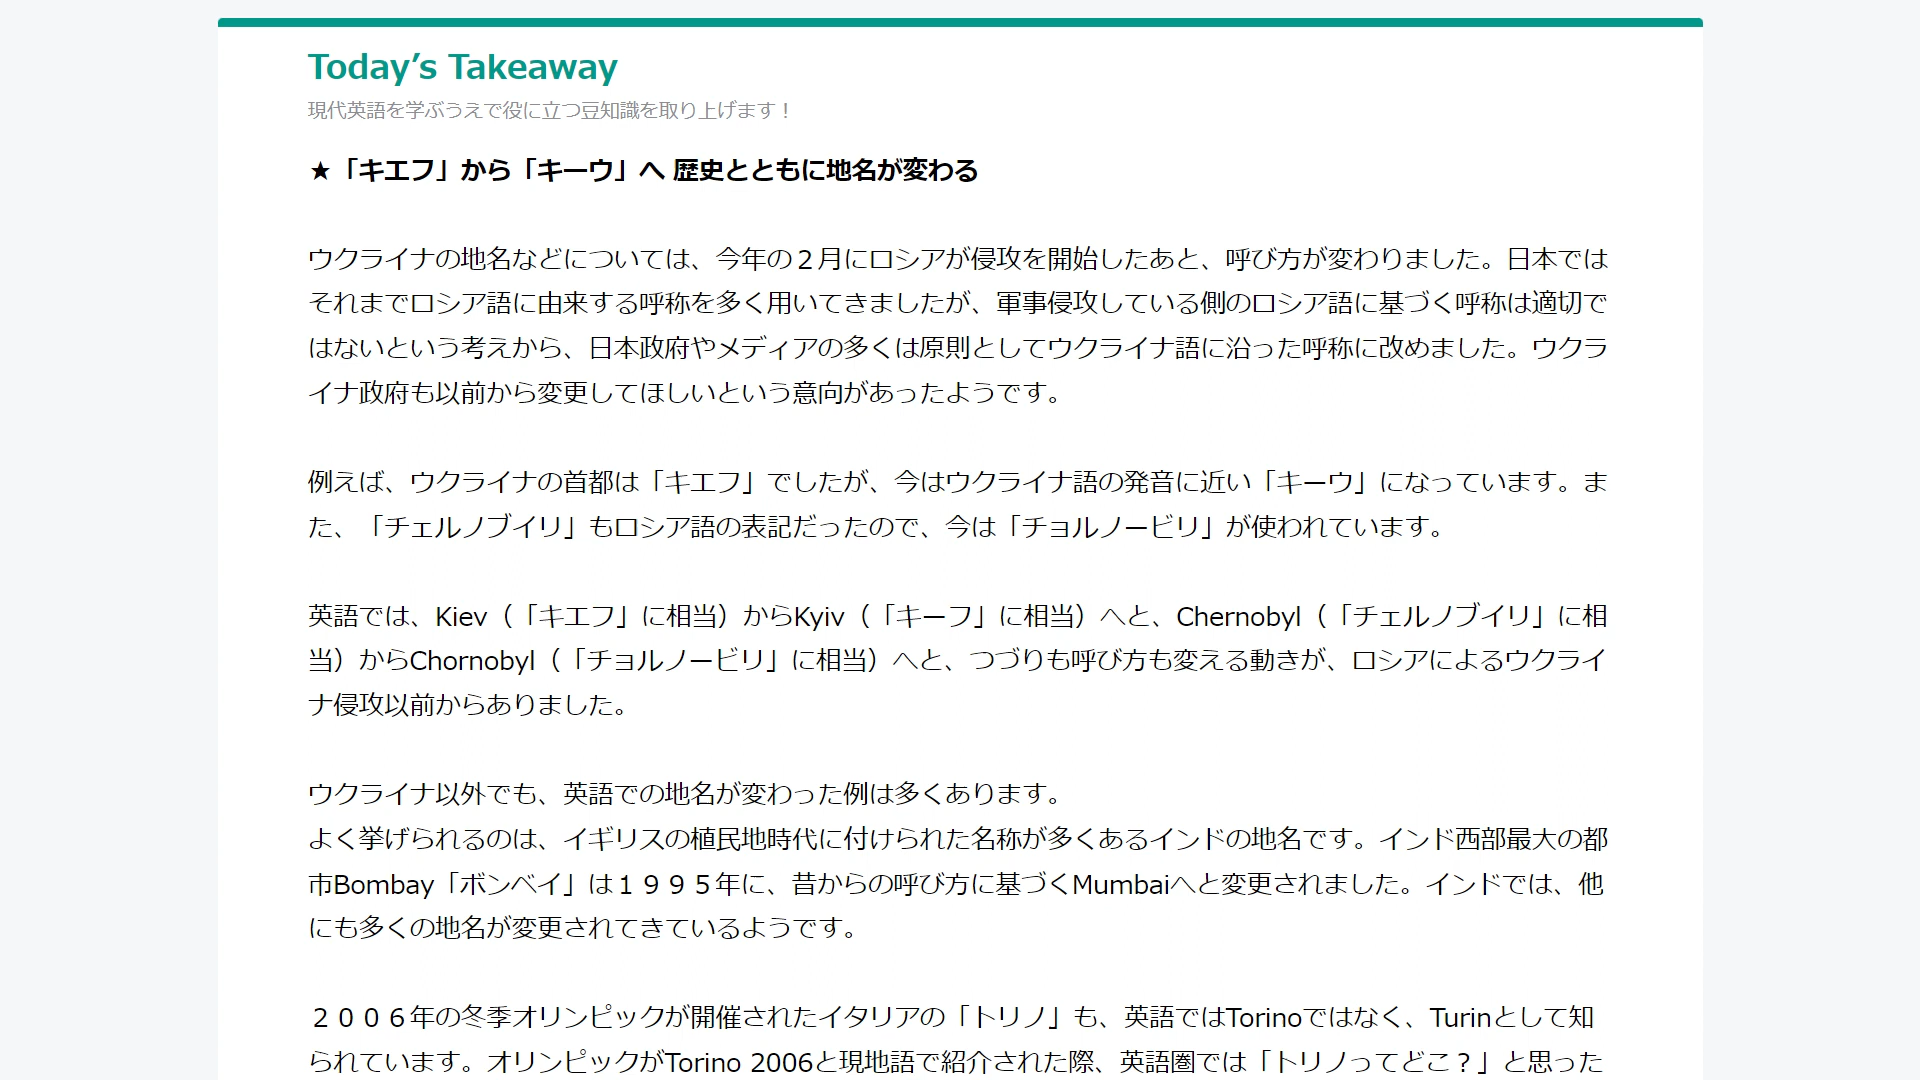 Today’s Takeaway
現代英語を学ぶうえで役に立つ豆知識を取り上げます！
★「キエフ」から「キーウ」へ 歴史とともに地名が変わる
ウクライナの地名などについては、今年の２月にロシアが侵攻を開始したあと、呼び方が変わりました。日本では
それまでロシア語に由来する呼称を多く用いてきましたが、軍事侵攻している側のロシア語に基づく呼称は適切で
はないという考えから、日本政府やメディアの多くは原則としてウクライナ語に沿った呼称に改めました。ウクラ
イナ政府も以前から変更してほしいという意向があったようです。
例えば、ウクライナの首都は「キエフ」でしたが、今はウクライナ語の発音に近い「キーウ」になっています。ま
た、「チェルノブイリ」もロシア語の表記だったので、今は「チョルノービリ」が使われています。
英語では、Kiev（「キエフ」に相当）からKyiv（「キーフ」に相当）へと、Chernobyl（「チェルノブイリ」に相
当）からChornobyl（「チョルノービリ」に相当）へと、つづりも呼び方も変える動きが、ロシアによるウクライ
ナ侵攻以前からありました。
ウクライナ以外でも、英語での地名が変わった例は多くあります。
よく挙げられるのは、イギリスの植民地時代に付けられた名称が多くあるインドの地名です。インド西部最大の都
市Bombay「ボンベイ」は１９９５年に、昔からの呼び方に基づくMumbaiへと変更されました。インドでは、他
にも多くの地名が変更されてきているようです。
２００６年の冬季オリンピックが開催されたイタリアの「トリノ」も、英語ではTorinoではなく、Turinとして知
られています。オリンピックがTorino 2006と現地語で紹介された際、英語圏では「トリノってどこ？」と思った